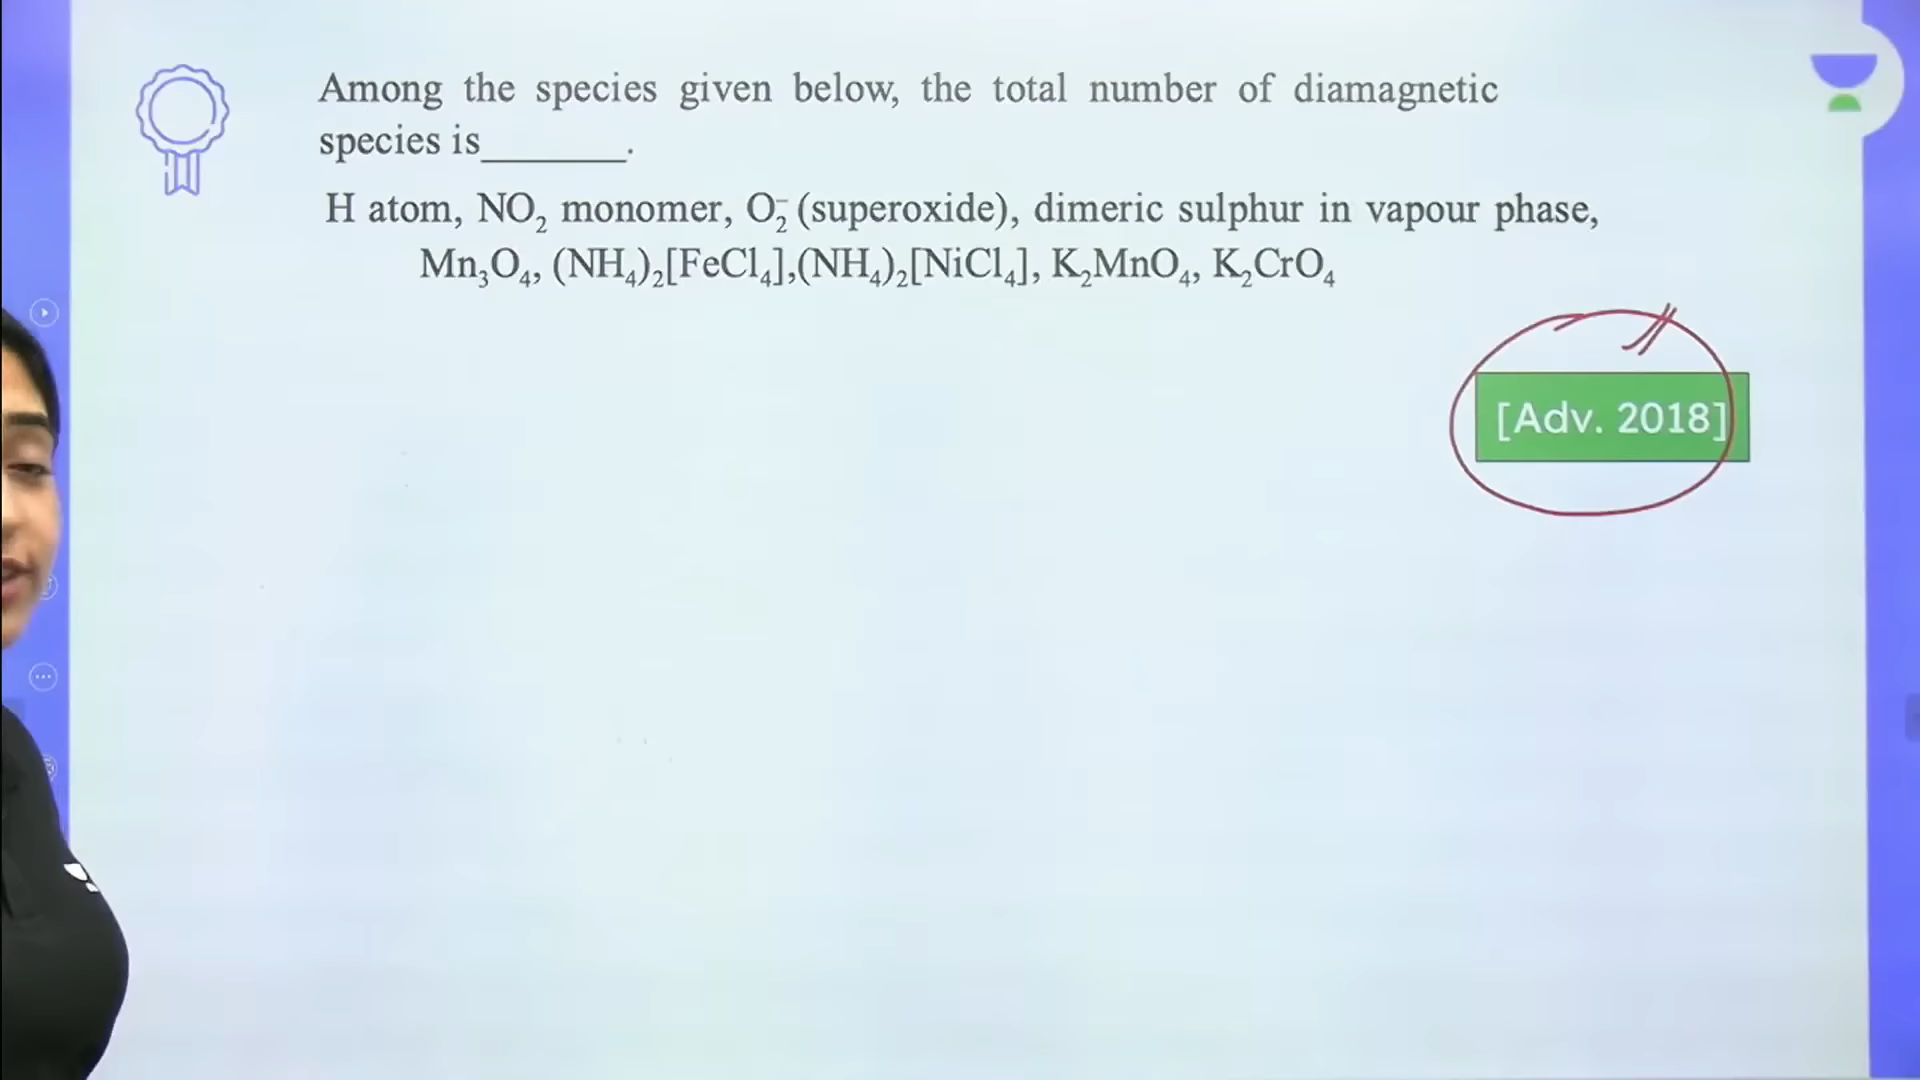 Among the species given below, the total number of diamagnetic
species is_______.
H atom, NO₂ monomer, O₂⁻ (superoxide), dimeric sulphur in vapour phase,
Mn₃O₄, (NH₄)₂[FeCl₄],(NH₄)₂[NiCl₄], K₂MnO₄, K₂CrO₄
[Adv. 2018]